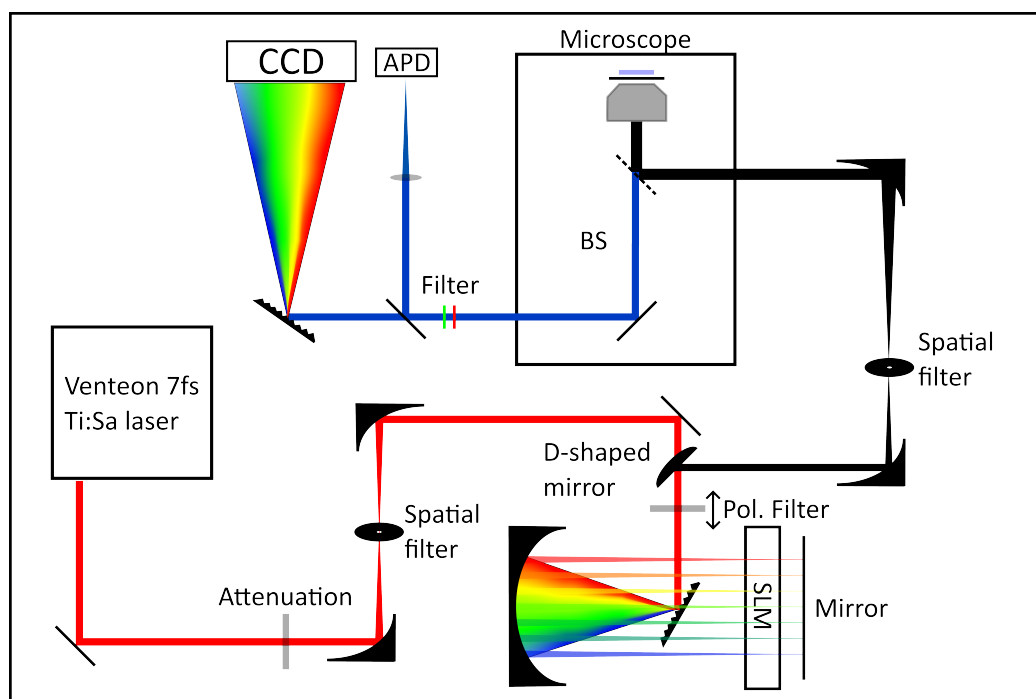 Microscope
CCD
APD
BS
Filter
Spatial
filter
Venteon 7fs
Ti:Sa laser
D-shaped
mirror
Pol. Filter
Spatial
filter
Attenuation
SLM
Mirror